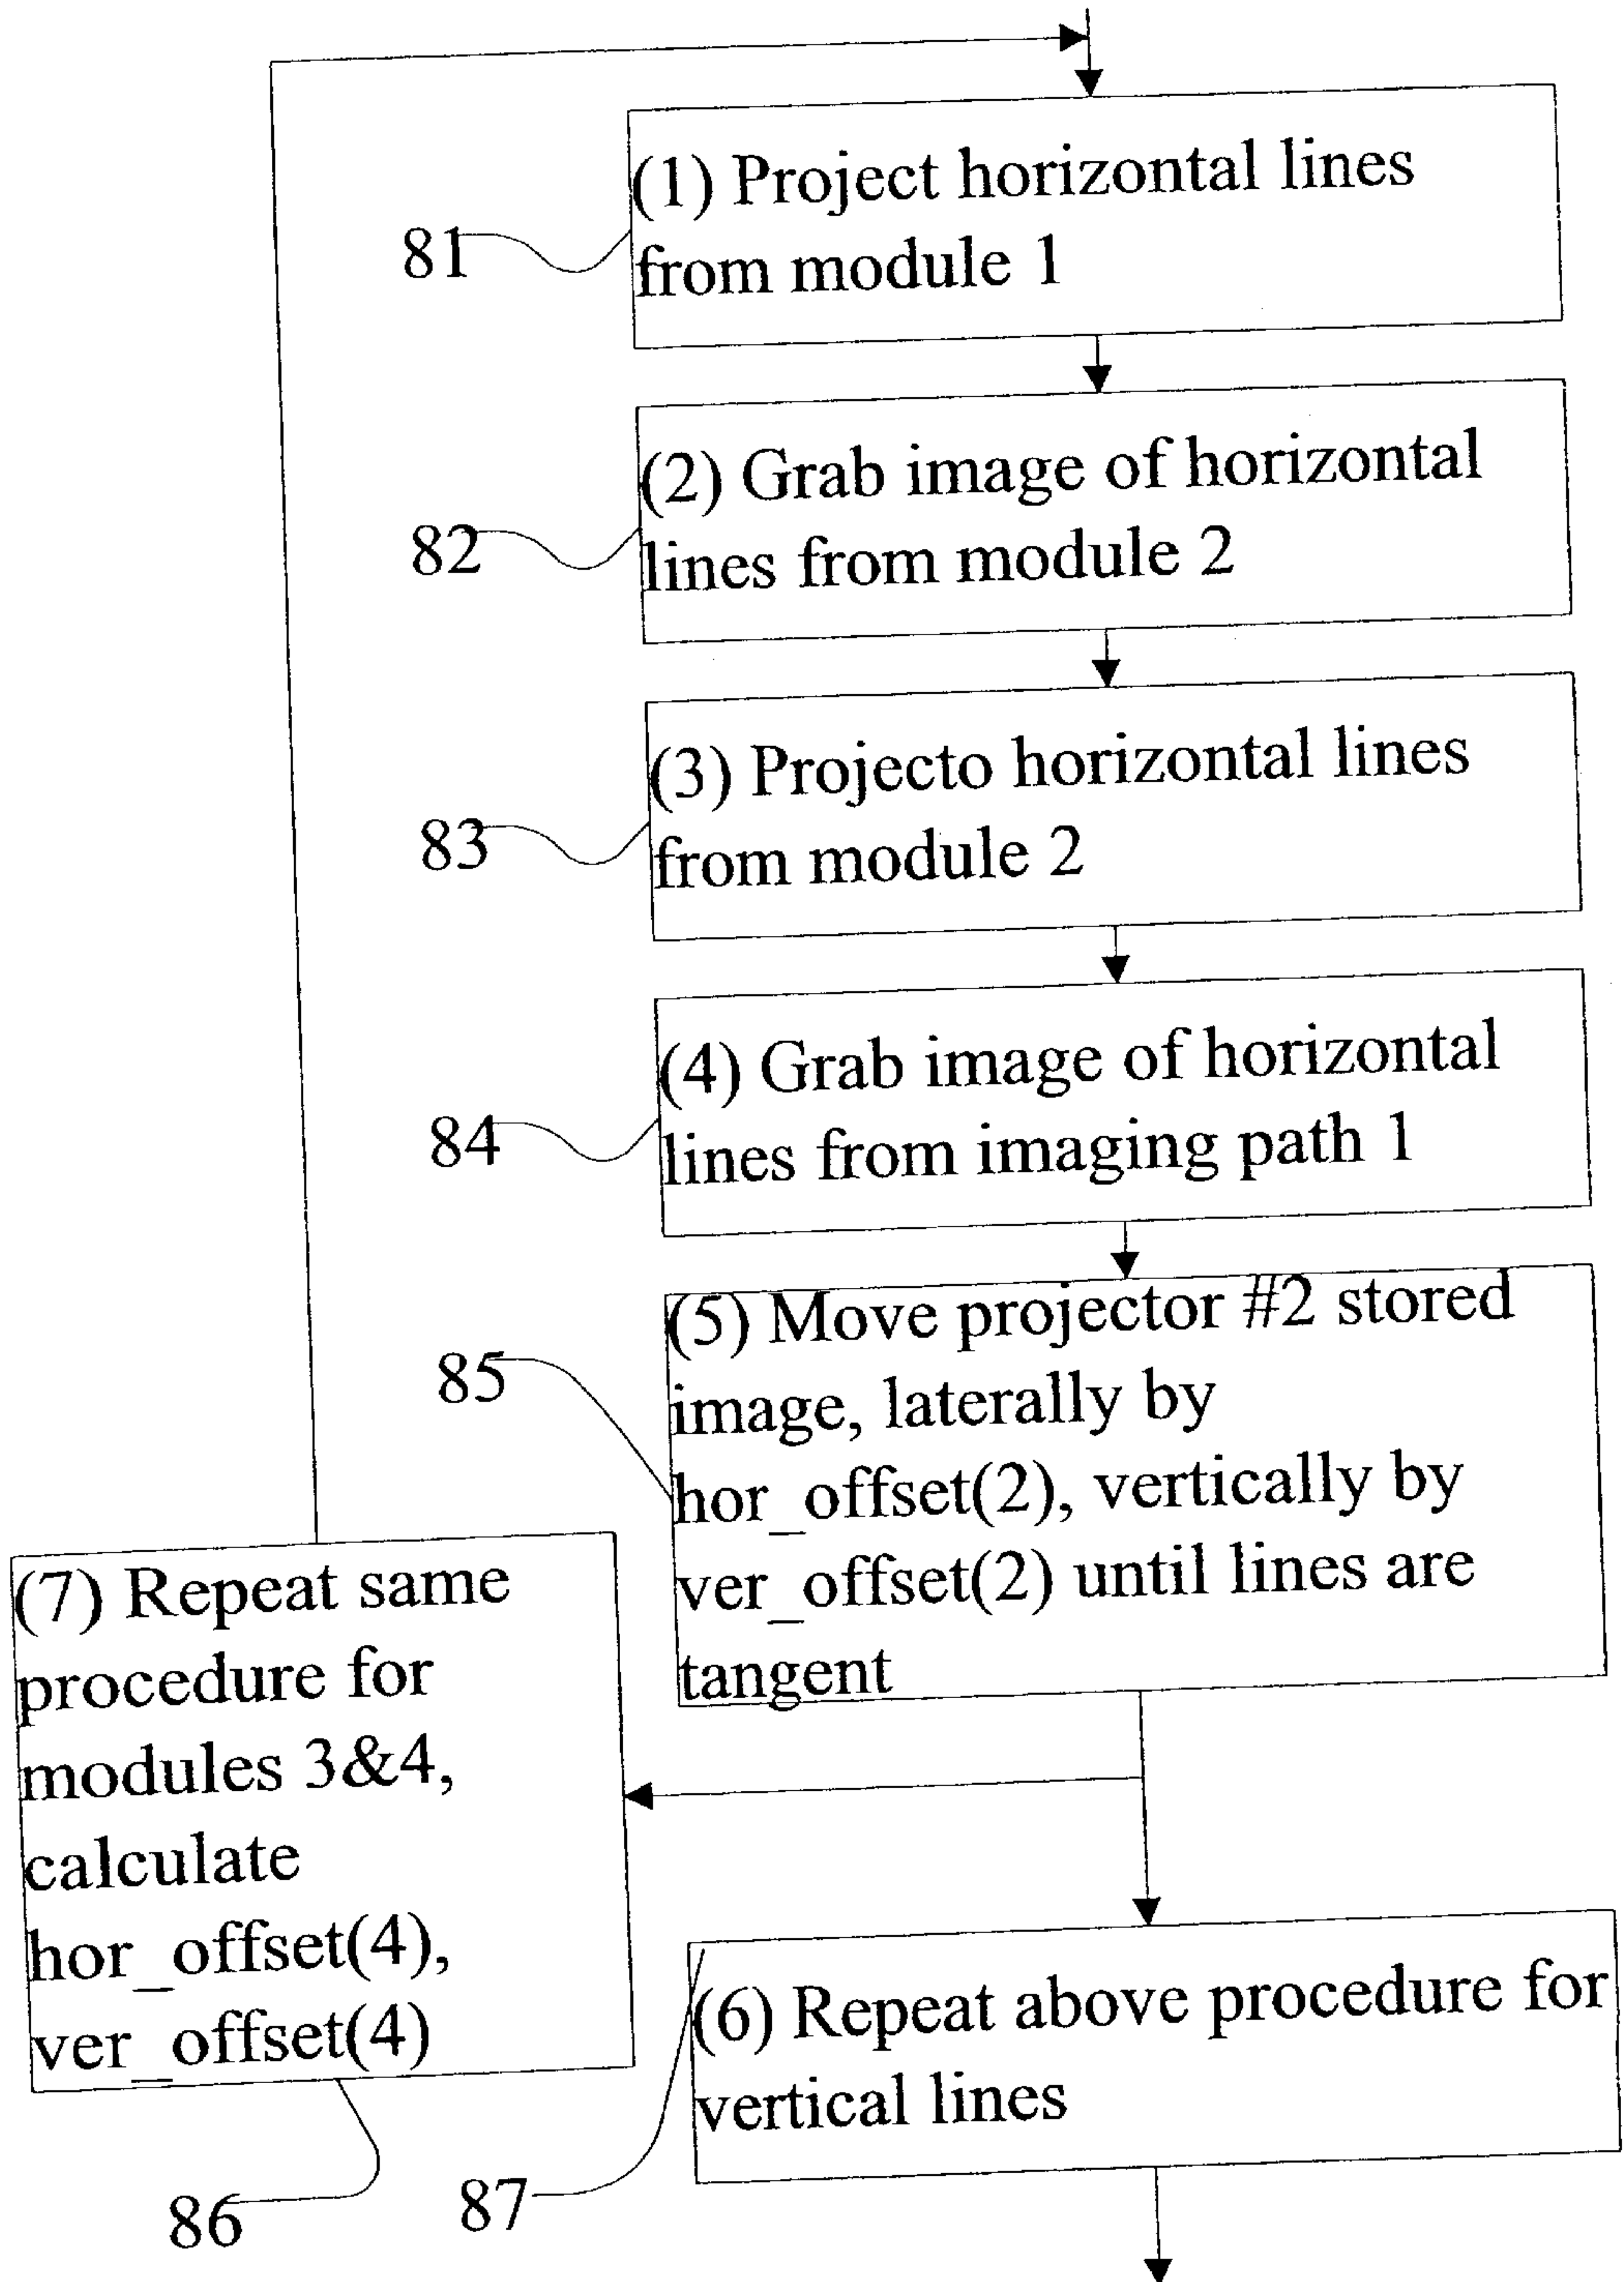 (1) Project horizontal lines
from module 1
81
(2) Grab image of horizontal
lines from module 2
82
(3) Projecto horizontal lines
from module 2
83
(4) Grab image of horizontal
lines from imaging path 1
84
(5) Move projector #2 stored
image, laterally by
hor_offset(2), vertically by
ver_offset(2) until lines are
tangent
85
(7) Repeat same
procedure for
modules 3&4,
calculate
hor_offset(4),
ver_offset(4)
86
(6) Repeat above procedure for
vertical lines
87